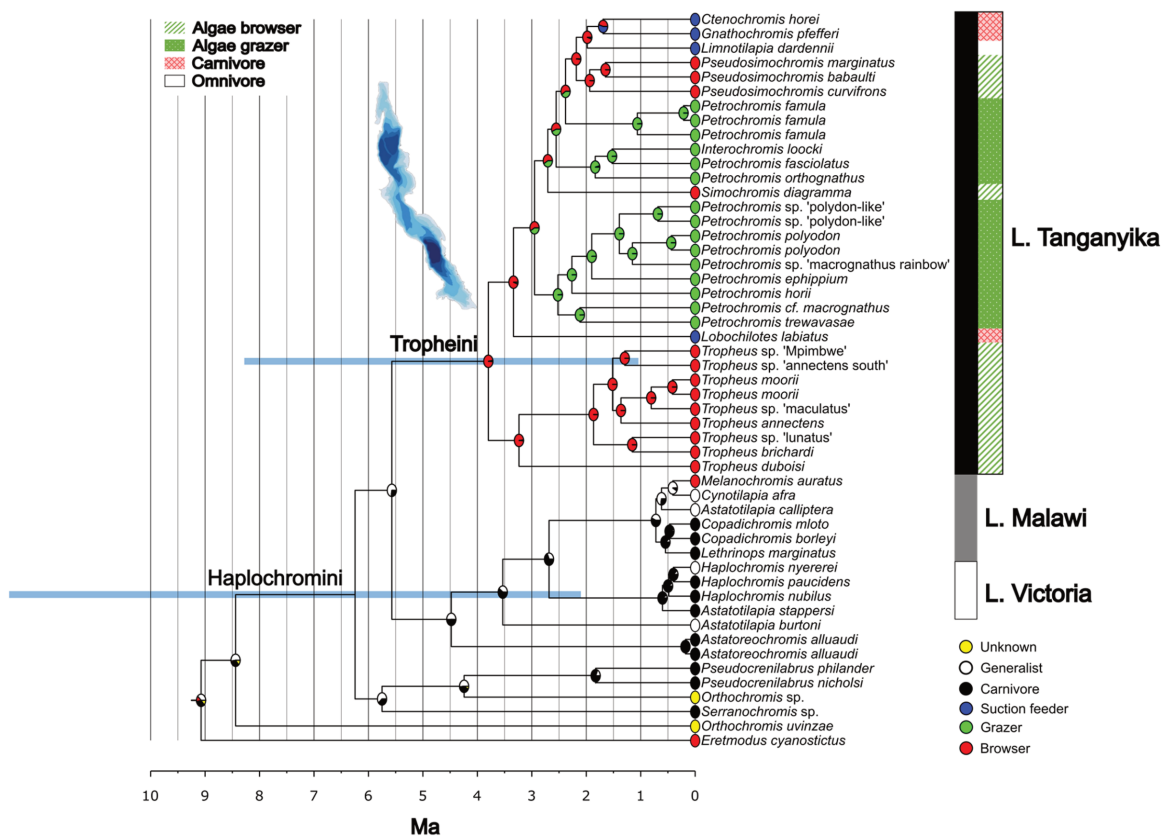 Algae browser
Algae grazer
Carnivore
Omnivore
Ctenochromis horei
Gnathochromis pfefferi
Limnotilapia dardennii
Pseudosimochromis marginatus
Pseudosimochromis babaulti
Pseudosimochromis curvifrons
Petrochromis famula
Petrochromis famula
Petrochromis famula
Interochromis loocki
Petrochromis fasciolatus
Petrochromis orthognathus
Simochromis diagramma
Petrochromis sp. 'polydon-like'
Petrochromis sp. 'polydon-like'
Petrochromis polyodon
Petrochromis polyodon
Petrochromis sp. 'macrognathus rainbow'
Petrochromis ephippium
Petrochromis horii
Petrochromis cf. macrognathus
Petrochromis trewavasae
Lobochilotes labiatus
Tropheus sp. 'Mpimbwe'
Tropheus sp. 'annectens south'
Tropheus moorii
Tropheus moorii
Tropheus sp. 'maculatus'
Tropheus annectens
Tropheus sp. 'lunatus'
Tropheus brichardi
Tropheus duboisi
Melanochromis auratus
Cynotilapia afra
Astatotilapia calliptera
Copadichromis mloto
Copadichromis borleyi
Lethrinops marginatus
Haplochromis nyererei
Haplochromis paucidens
Haplochromis nubilus
Astatotilapia stappersi
Astatotilapia burtoni
Astatoreochromis alluaudi
Astatoreochromis alluaudi
Pseudocrenilabrus philander
Pseudocrenilabrus nicholsi
Orthochromis sp.
Serranochromis sp.
Orthochromis uvinzae
Eretmodus cyanostictus
Tropheini
Haplochromini
L. Tanganyika
L. Malawi
L. Victoria
Unknown
Generalist
Carnivore
Suction feeder
Grazer
Browser
10 9 8 7 6 5 4 3 2 1 0
Ma